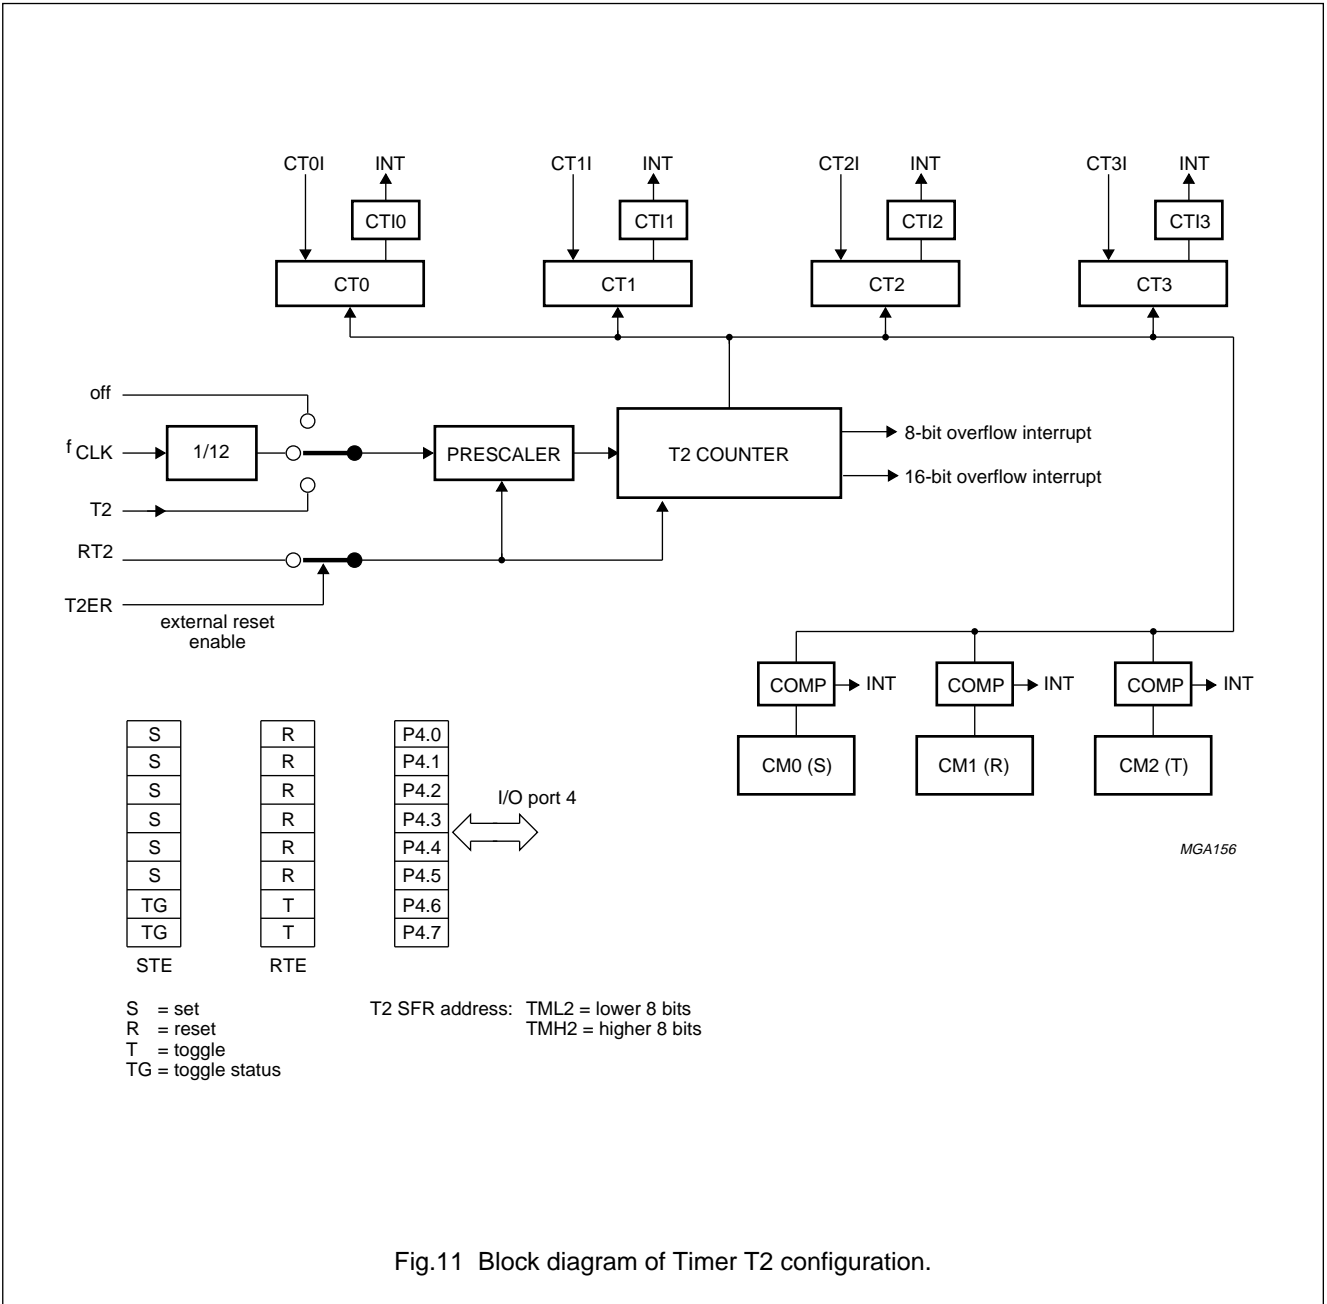 CT0I INT CT1I INT CT2I INT CT3I INT
CTI0 CTI1 CTI2 CTI3
CT0 CT1 CT2 CT3
off
f CLK 1/12 PRESCALER T2 COUNTER 8-bit overflow interrupt
16-bit overflow interrupt
T2
RT2
T2ER
external reset
enable
COMP INT COMP INT COMP INT
CM0 (S) CM1 (R) CM2 (T)
S R P4.0
S R P4.1
S R P4.2
I/O port 4
S R P4.3
S R P4.4
MGA156
S R P4.5
TG T P4.6
TG T P4.7
STE RTE
S = set
R = reset
T = toggle
TG = toggle status
T2 SFR address: TML2 = lower 8 bits
TMH2 = higher 8 bits
Fig.11 Block diagram of Timer T2 configuration.